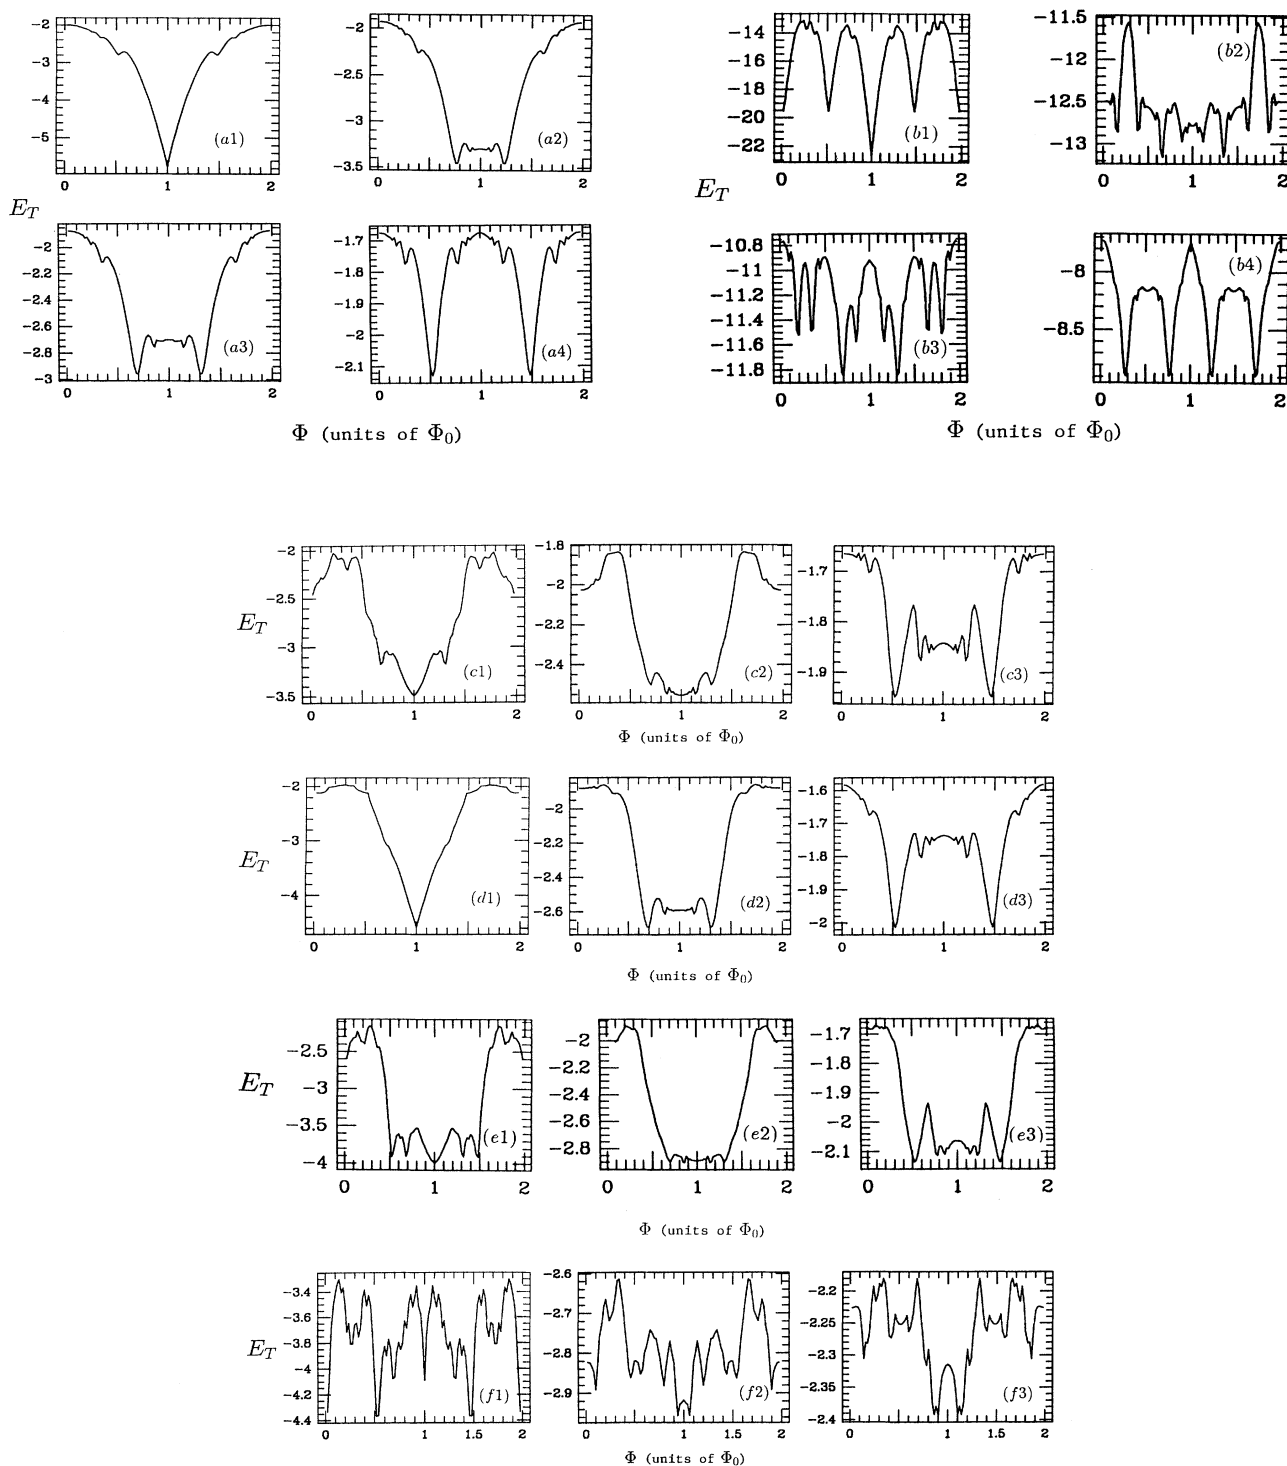 −2 −3 −4 −5 (a1) 0 1 2
−2 −2.5 −3 −3.5 (a2) 0 1 2
E_T
−2 −2.2 −2.4 −2.6 −2.8 −3 (a3) 0 1 2
−1.7 −1.8 −1.9 −2 −2.1 (a4) 0 1 2
Φ (units of Φ₀)
−14 −16 −18 −20 −22 (b1) 0 1 2
−11.5 −12 −12.5 −13 (b2) 0 1 2
E_T
−10.8 −11 −11.2 −11.4 −11.6 −11.8 (b3) 0 1 2
−8 −8.5 (b4) 0 1 2
Φ (units of Φ₀)
E_T
−2 −2.5 −3 −3.5 (c1) 0 1 2
−1.8 −2 −2.2 −2.4 (c2) 0 1 2
−1.7 −1.8 −1.9 (c3) 0 1 2
Φ (units of Φ₀)
E_T
−2 −3 −4 (d1) 0 1 2
−2 −2.2 −2.4 −2.6 (d2) 0 1 2
−1.6 −1.7 −1.8 −1.9 −2 (d3) 0 1 2
Φ (units of Φ₀)
E_T
−2.5 −3 −3.5 −4 (e1) 0 1 2
−2 −2.2 −2.4 −2.6 −2.8 (e2) 0 1 2
−1.7 −1.8 −1.9 −2 −2.1 (e3) 0 1 2
Φ (units of Φ₀)
E_T
−3.4 −3.6 −3.8 −4 −4.2 −4.4 (f1) 0 1 2
−2.6 −2.7 −2.8 −2.9 (f2) 0 1 1.5 2
−2.2 −2.25 −2.3 −2.35 −2.4 (f3) 0 1 1.5 2
Φ (units of Φ₀)